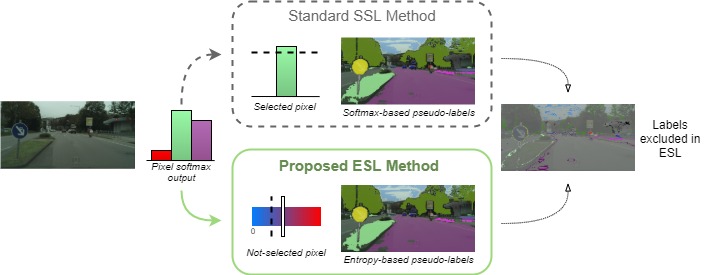 Standard SSL Method
Selected pixel
Softmax-based pseudo-labels
Pixel softmax
output
Labels
excluded in
ESL
Proposed ESL Method
0
Not-selected pixel
Entropy-based pseudo-labels